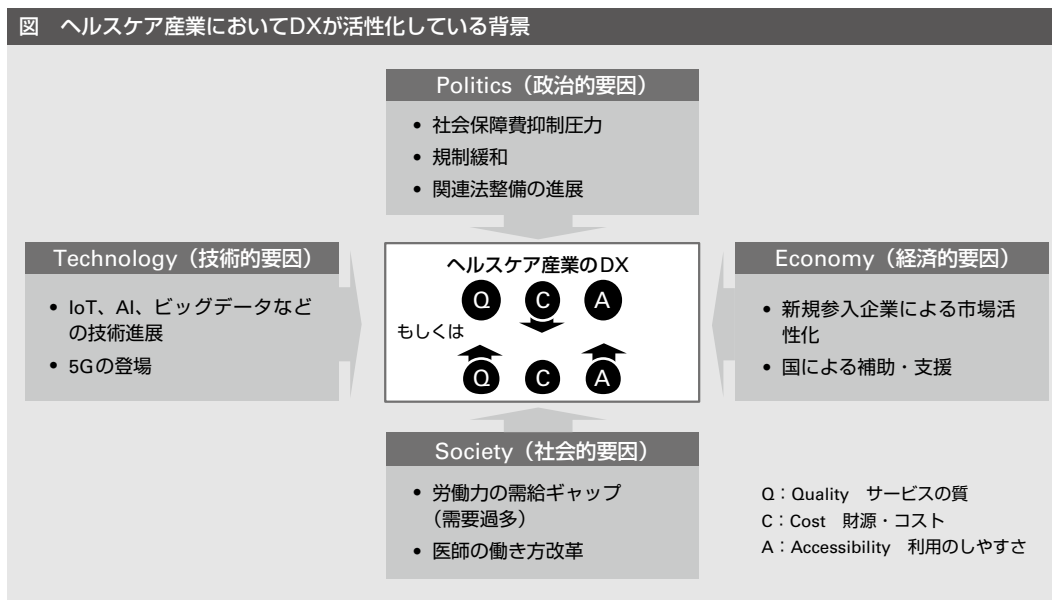 図 ヘルスケア産業においてDXが活性化している背景
Politics（政治的要因）
• 社会保障費抑制圧力
• 規制緩和
• 関連法整備の進展
Technology（技術的要因）
• IoT、AI、ビッグデータなど
の技術進展
• 5Gの登場
ヘルスケア産業のDX
Q C A
もしくは
Q C A
Economy（経済的要因）
• 新規参入企業による市場活
性化
• 国による補助・支援
Society（社会的要因）
• 労働力の需給ギャップ
（需要過多）
• 医師の働き方改革
Q：Quality サービスの質
C：Cost 財源・コスト
A：Accessibility 利用のしやすさ